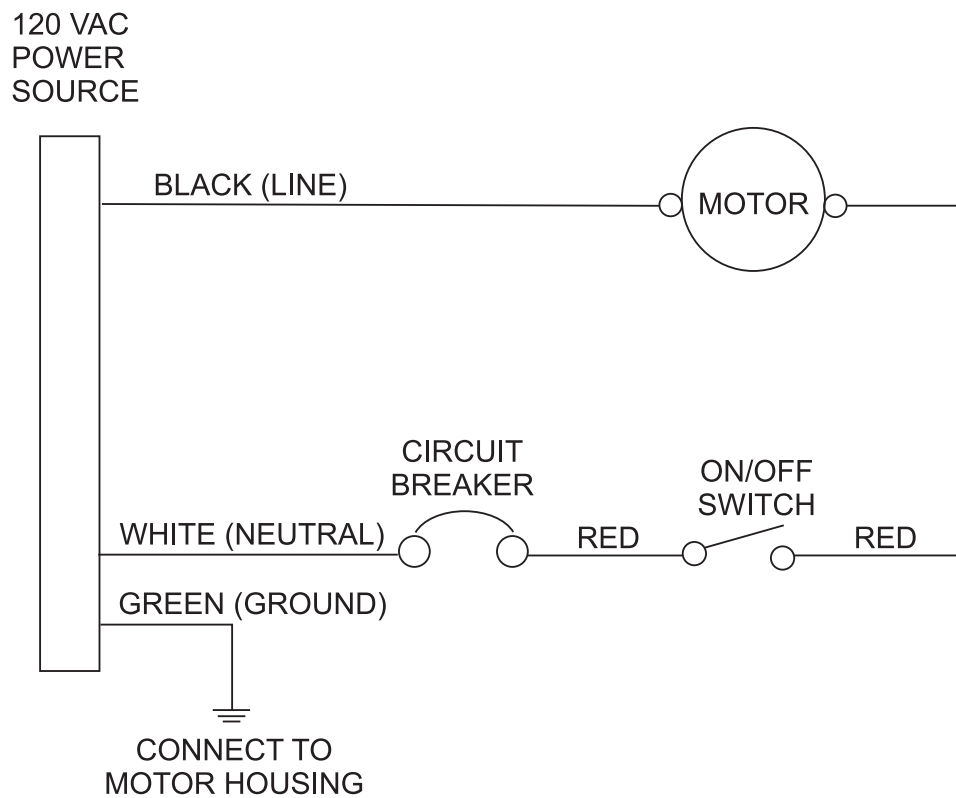 120 VAC
POWER
SOURCE
BLACK (LINE)
MOTOR
CIRCUIT
BREAKER
ON/OFF
SWITCH
WHITE (NEUTRAL)
RED
RED
GREEN (GROUND)
CONNECT TO
MOTOR HOUSING